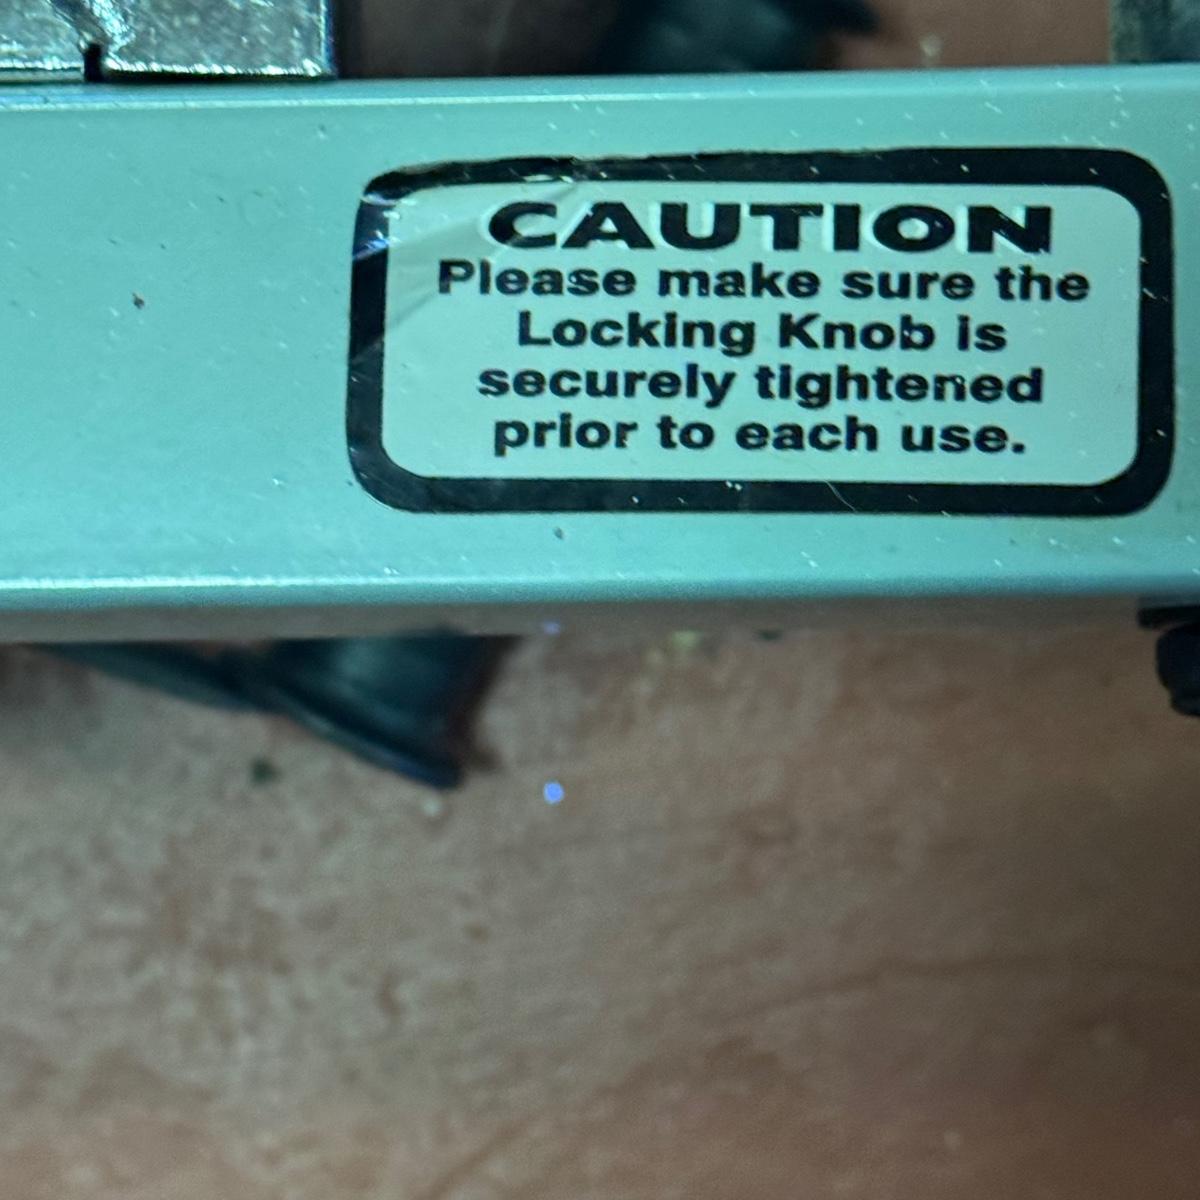 CAUTION
Please make sure the
Locking Knob is
securely tightened
prior to each use.